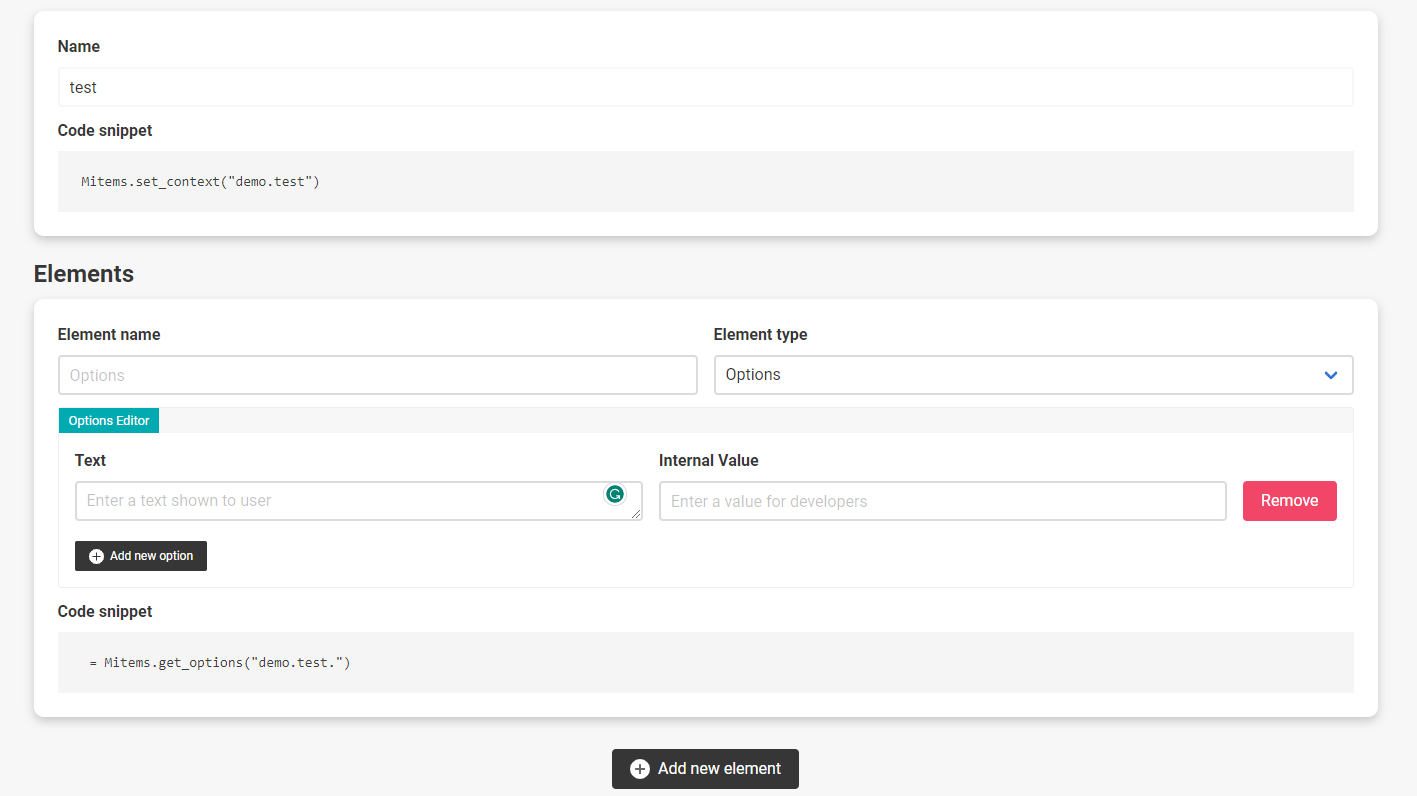 Name
test
Code snippet
Mitems.set_context("demo.test")
Elements
Element name
Element type
Options
Options
Options Editor
Text
Internal Value
Enter a text shown to user
Enter a value for developers
Remove
Add new option
Code snippet
= Mitems.get_options("demo.test.")
Add new element